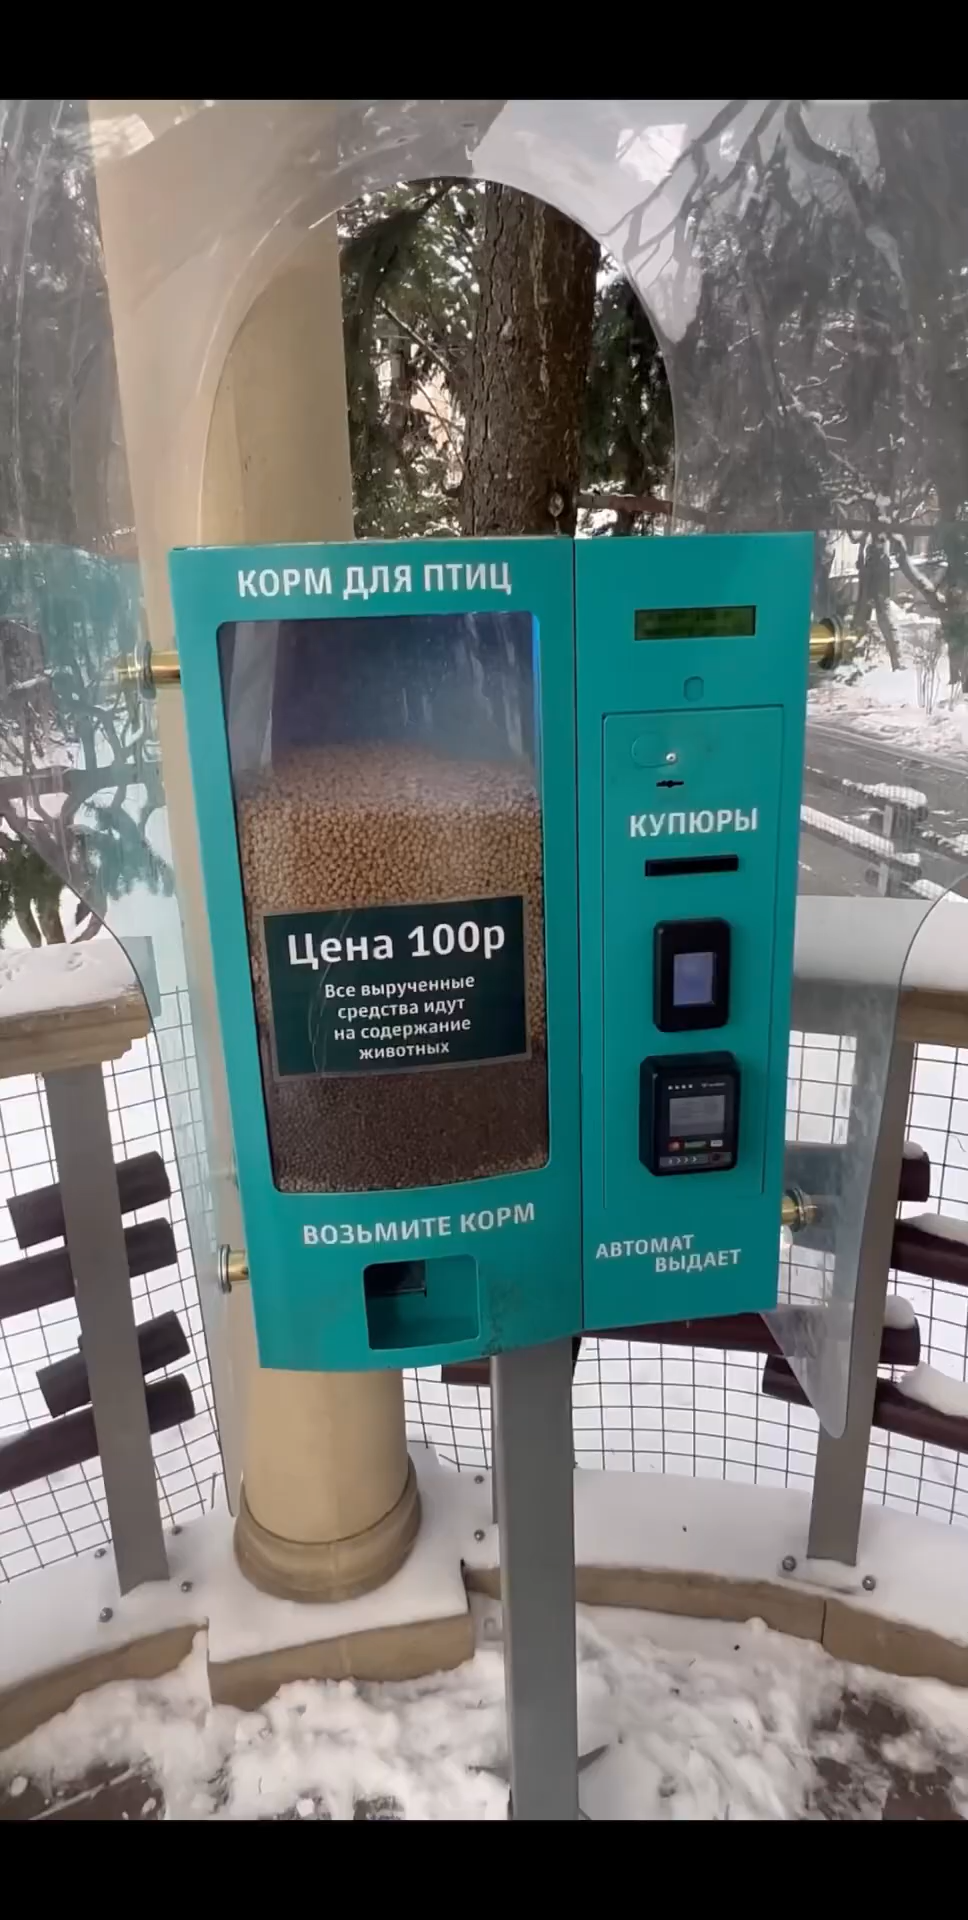 КОРМ ДЛЯ ПТИЦ
Цена 100р
Все вырученные
средства идут
на содержание
животных
ВОЗЬМИТЕ КОРМ
КУПЮРЫ
АВТОМАТ
ВЫДАЕТ